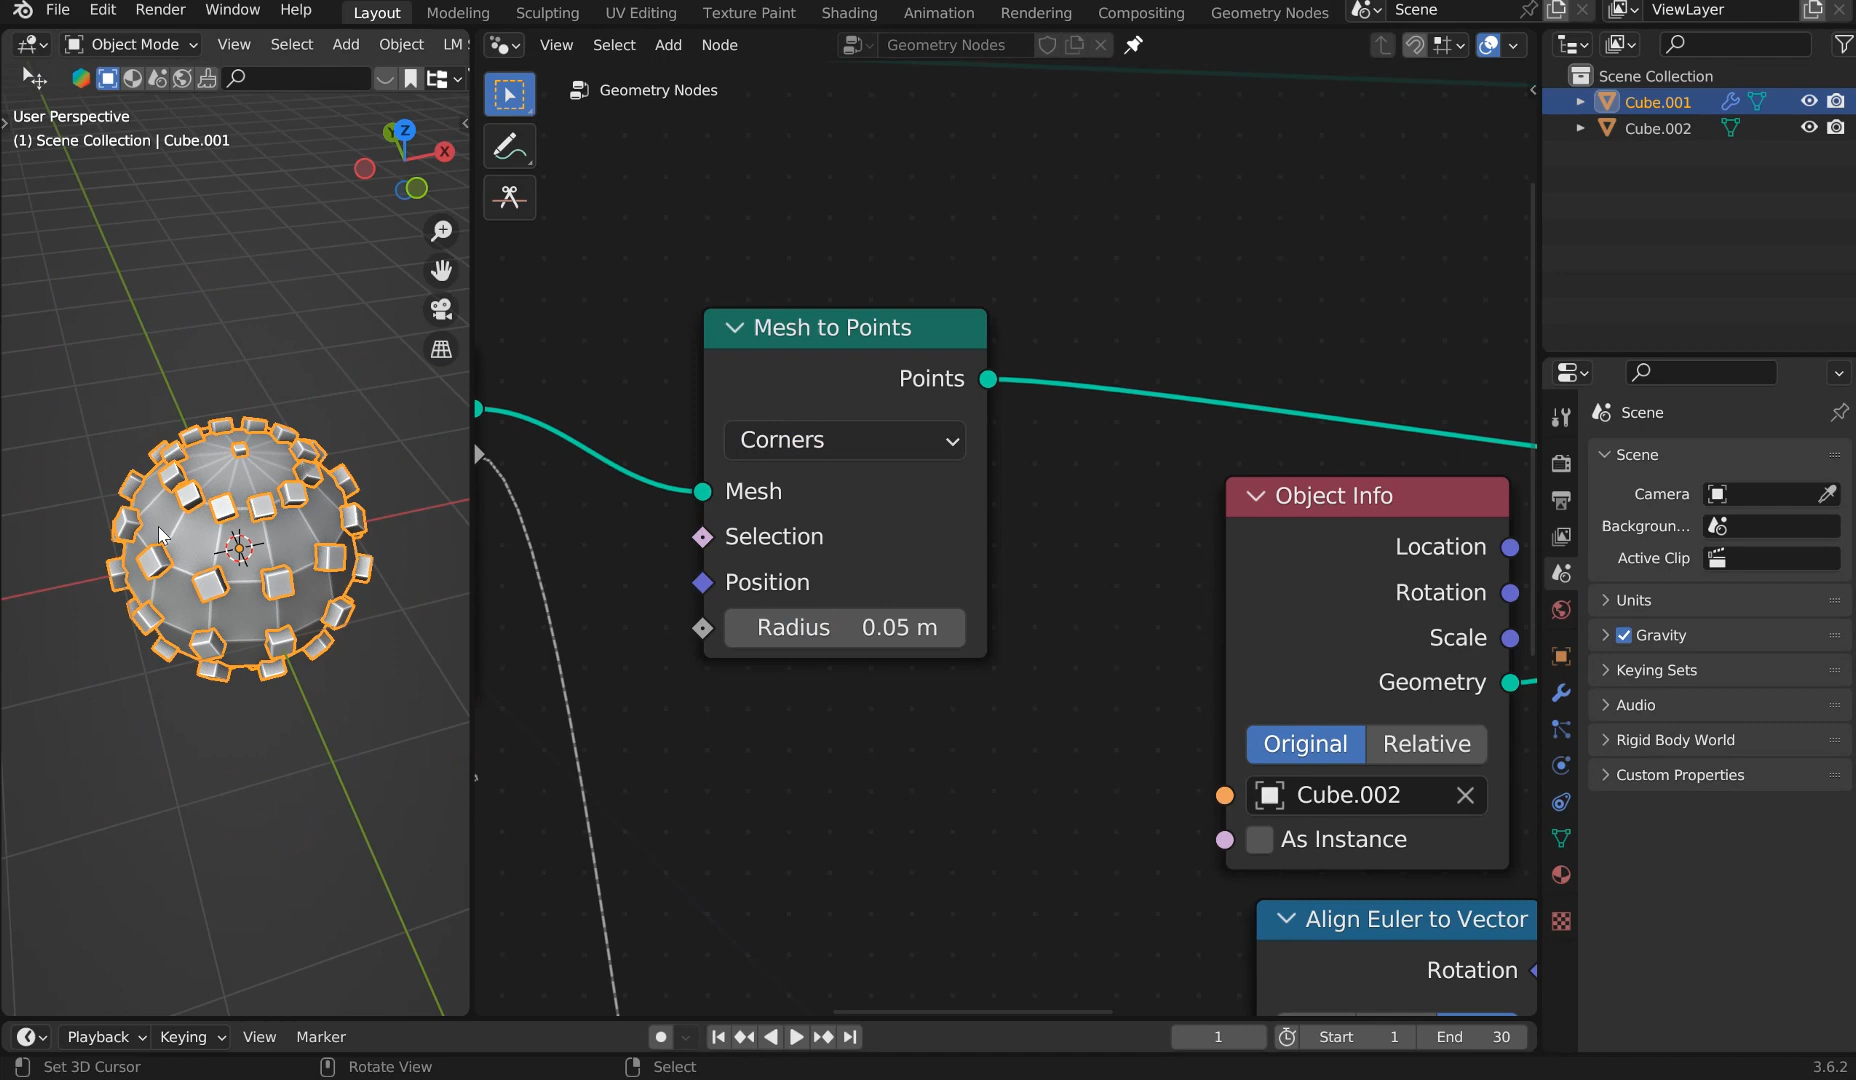 File Edit Render Window Help Layout Modeling Sculpting UV Editing Texture Paint Shading Animation Rendering Compositing Geometry Nodes Scene ViewLayer
Object Mode View Select Add Object LM
View Select Add Node Geometry Nodes
User Perspective
(1) Scene Collection | Cube.001
Z
Y
X
Geometry Nodes
Mesh to Points
Points
Corners
Mesh
Selection
Position
Radius 0.05 m
Object Info
Location
Rotation
Scale
Geometry
Original Relative
Cube.002
As Instance
Align Euler to Vector
Rotation
Scene Collection
Cube.001
Cube.002
Scene
Scene
Camera
Backgroun...
Active Clip
Units
Gravity
Keying Sets
Audio
Rigid Body World
Custom Properties
Playback Keying View Marker 1 Start 1 End 30
Set 3D Cursor Rotate View Select 3.6.2